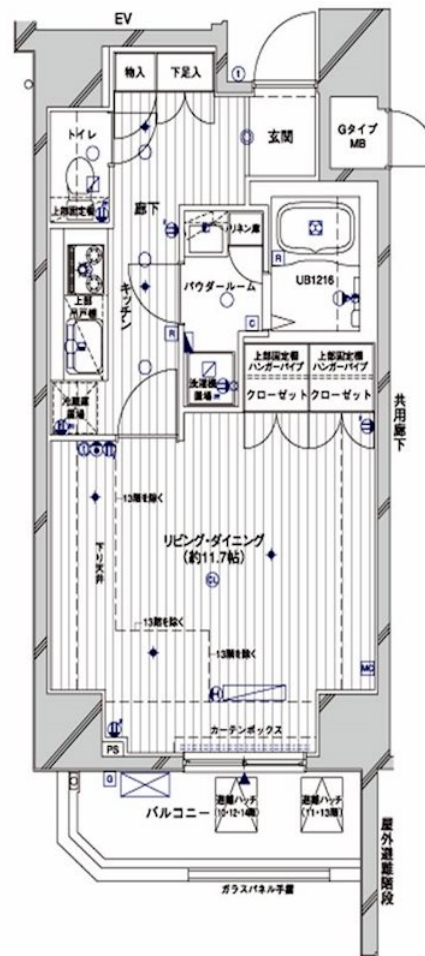 EV
物入
下足入
トイレ
玄関
Gタイプ
MB
上部固定棚
廊下
リネン庫
パウダールーム
UB1216
R
キッチン
上部
吊戸棚
R
C
洗濯機
置場
冷蔵庫
置場
上部固定棚
ハンガーパイプ
上部固定棚
ハンガーパイプ
クローゼット
クローゼット
共用廊下
13階を除く
下り天井
リビング・ダイニング
(約11.7帖)
CL
13階を除く
13階を除く
MC
H
カーテンボックス
PS
G
バルコニー
避難ハッチ
(10・12・14階)
避難ハッチ
(11・13階)
ガラスパネル手摺
屋外避難階段